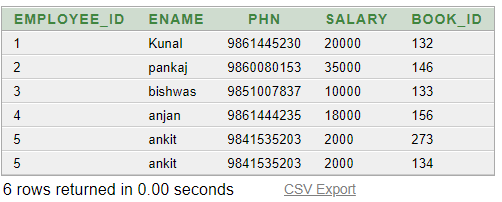 EMPLOYEE_ID ENAME PHN SALARY BOOK_ID
1 Kunal 9861445230 20000 132
2 pankaj 9860080153 35000 146
3 bishwas 9851007837 10000 133
4 anjan 9861444235 18000 156
5 ankit 9841535203 2000 273
5 ankit 9841535203 2000 134
6 rows returned in 0.00 seconds CSV Export